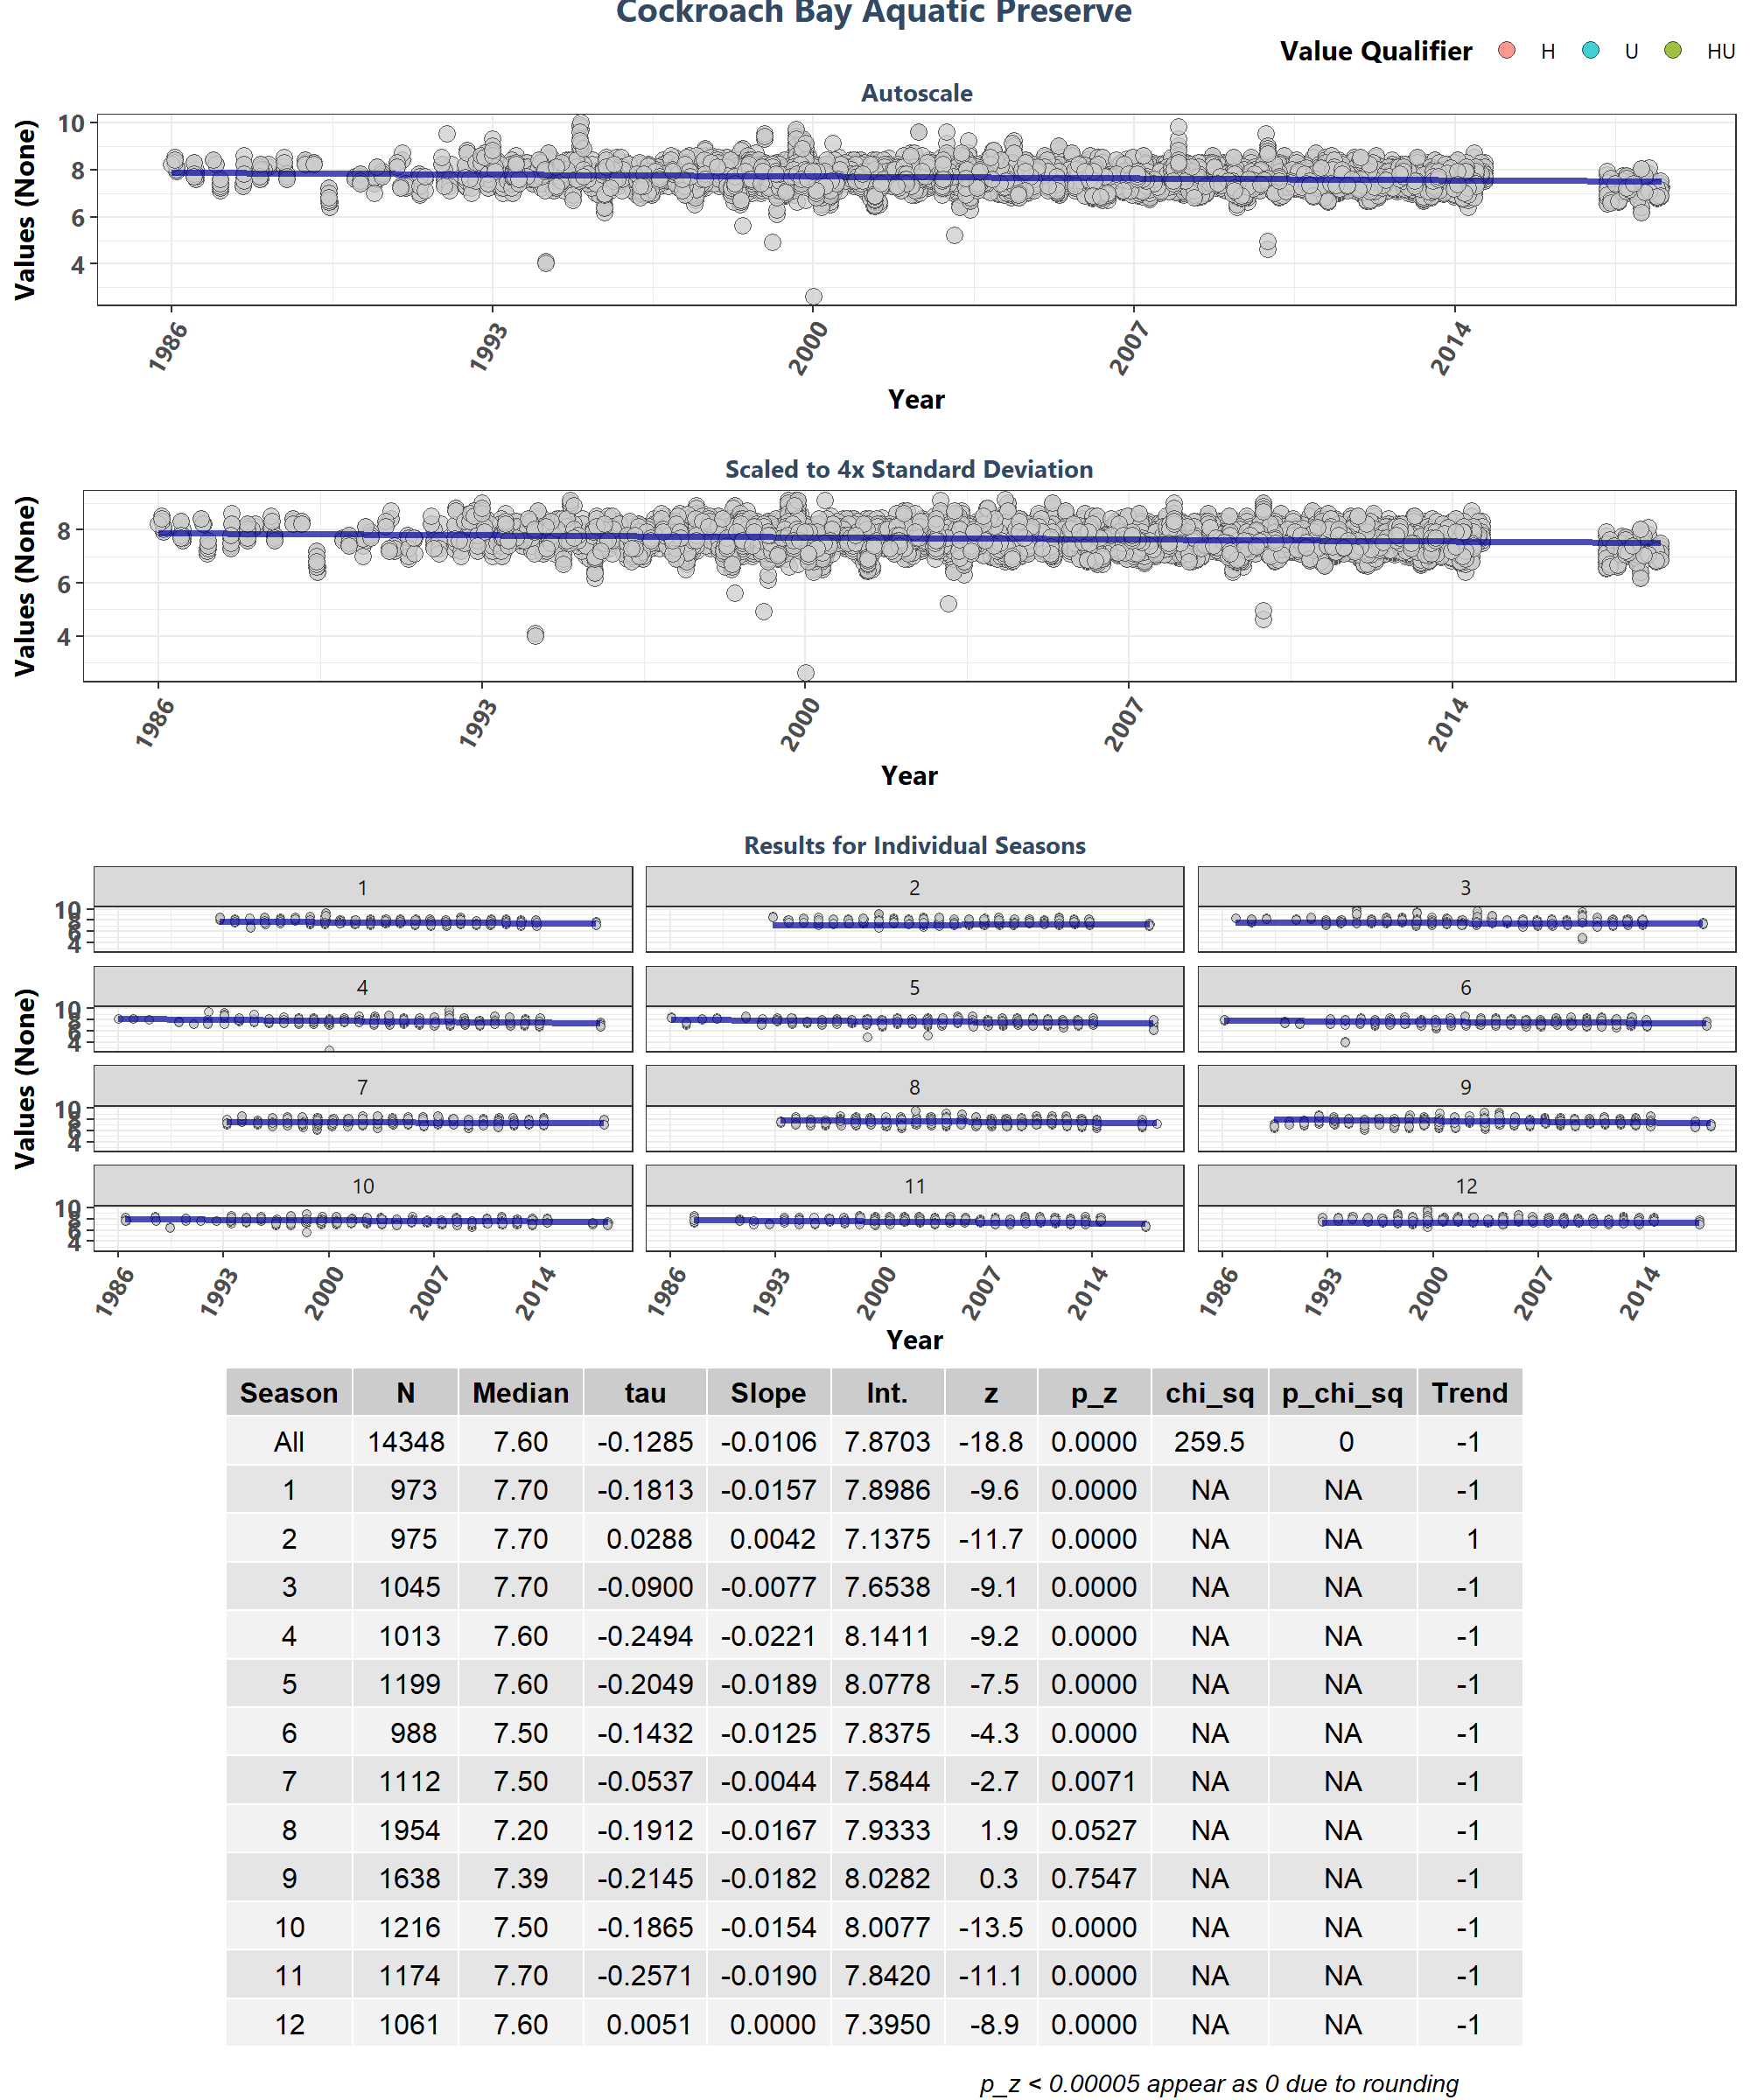 Cockroach Bay Aquatic Preserve
Value Qualifier H U HU
Autoscale
Values (None)
10
8
6
4
1986 1993 2000 2007 2014
Year
Scaled to 4x Standard Deviation
Values (None)
8
6
4
1986 1993 2000 2007 2014
Year
Results for Individual Seasons
Values (None)
1 2 3
10
8
6
4
4 5 6
10
8
6
4
7 8 9
10
8
6
4
10 11 12
10
8
6
4
1986 1993 2000 2007 2014 1986 1993 2000 2007 2014 1986 1993 2000 2007 2014
Year
Season N Median tau Slope Int. z p_z chi_sq p_chi_sq Trend
All 14348 7.60 -0.1285 -0.0106 7.8703 -18.8 0.0000 259.5 0 -1
1 973 7.70 -0.1813 -0.0157 7.8986 -9.6 0.0000 NA NA -1
2 975 7.70 0.0288 0.0042 7.1375 -11.7 0.0000 NA NA 1
3 1045 7.70 -0.0900 -0.0077 7.6538 -9.1 0.0000 NA NA -1
4 1013 7.60 -0.2494 -0.0221 8.1411 -9.2 0.0000 NA NA -1
5 1199 7.60 -0.2049 -0.0189 8.0778 -7.5 0.0000 NA NA -1
6 988 7.50 -0.1432 -0.0125 7.8375 -4.3 0.0000 NA NA -1
7 1112 7.50 -0.0537 -0.0044 7.5844 -2.7 0.0071 NA NA -1
8 1954 7.20 -0.1912 -0.0167 7.9333 1.9 0.0527 NA NA -1
9 1638 7.39 -0.2145 -0.0182 8.0282 0.3 0.7547 NA NA -1
10 1216 7.50 -0.1865 -0.0154 8.0077 -13.5 0.0000 NA NA -1
11 1174 7.70 -0.2571 -0.0190 7.8420 -11.1 0.0000 NA NA -1
12 1061 7.60 0.0051 0.0000 7.3950 -8.9 0.0000 NA NA -1
p_z < 0.00005 appear as 0 due to rounding